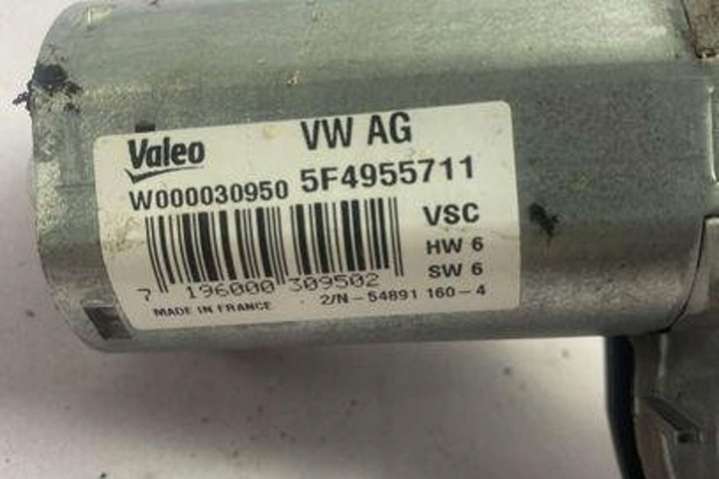 Valeo VW AG
W000030950 5F4955711
VSC
HW 6
SW 6
7 196000 309502
MADE IN FRANCE 2/N-54891 160-4